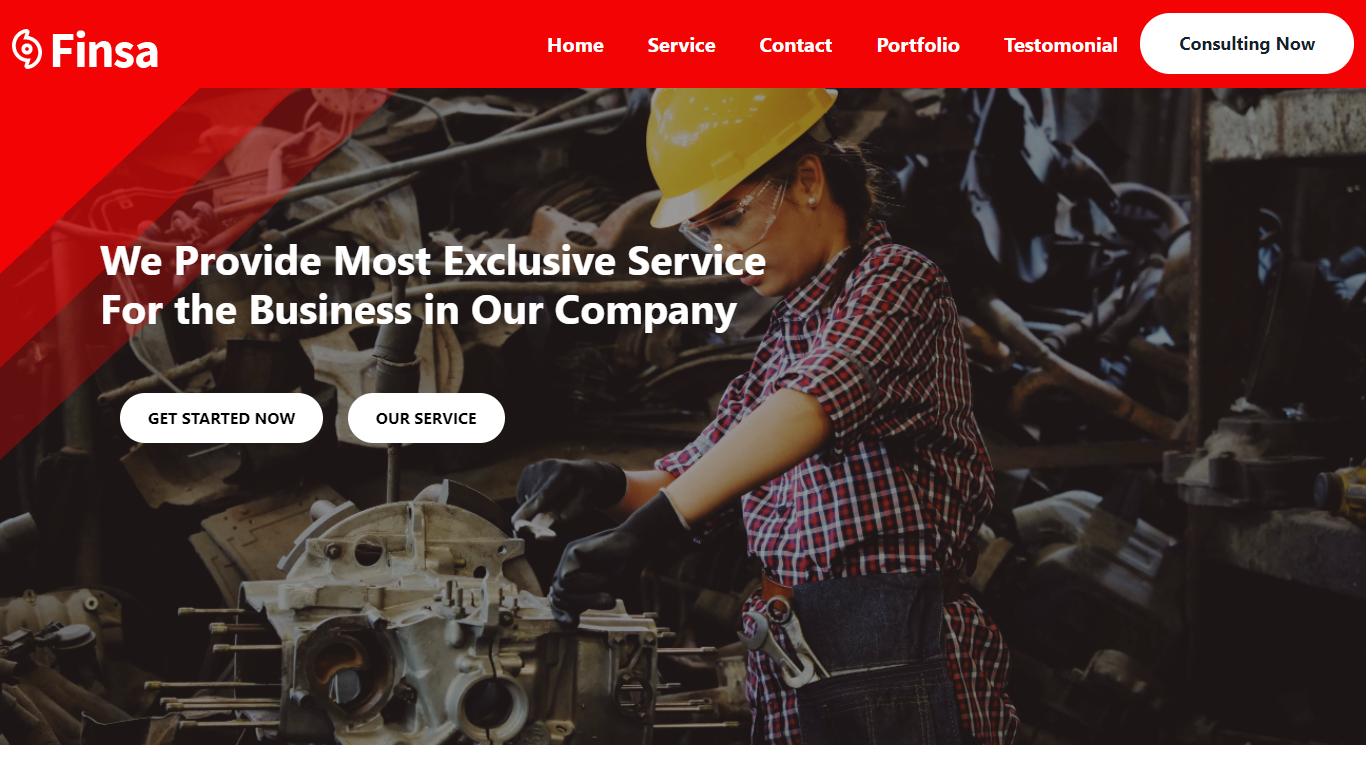 Finsa
Home Service Contact Portfolio Testomonial Consulting Now
We Provide Most Exclusive Service
For the Business in Our Company
GET STARTED NOW OUR SERVICE